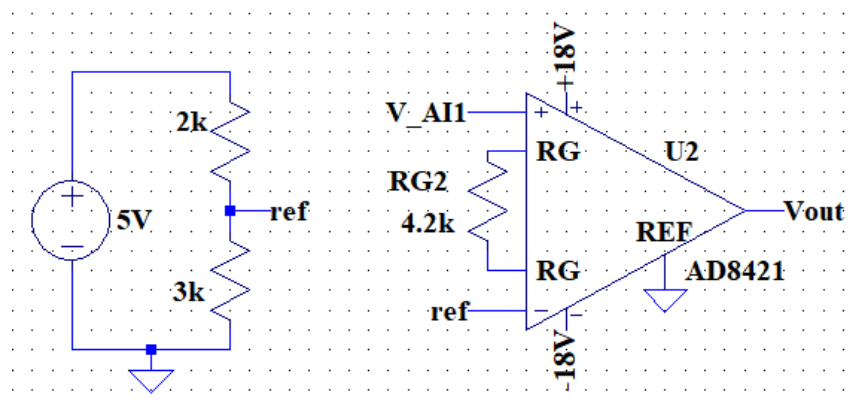 2k
5V
ref
3k
+18V
V_AI1
+
+
RG
U2
RG2
4.2k
Vout
REF
RG
AD8421
ref
-18V